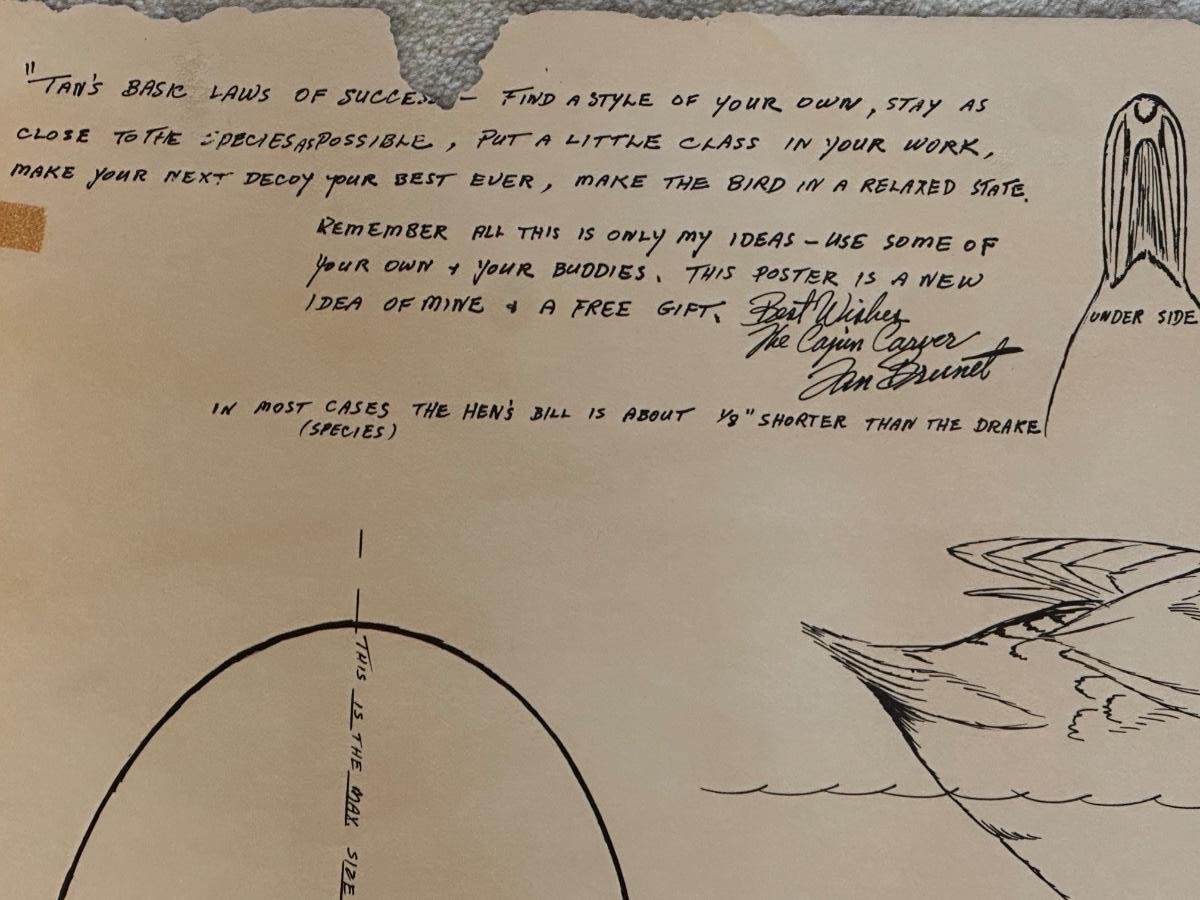 "TAN'S BASIC LAWS OF SUCCESS — FIND A STYLE OF YOUR OWN, STAY AS
CLOSE TO THE SPECIES AS POSSIBLE, PUT A LITTLE CLASS IN YOUR WORK,
MAKE YOUR NEXT DECOY YOUR BEST EVER, MAKE THE BIRD IN A RELAXED STATE.
REMEMBER ALL THIS IS ONLY MY IDEAS — USE SOME OF
YOUR OWN & YOUR BUDDIES. THIS POSTER IS A NEW
IDEA OF MINE & A FREE GIFT. Best Wishes
The Cajun Carver
Tan Brunet
UNDER SIDE
IN MOST CASES THE HEN'S BILL IS ABOUT 1/8" SHORTER THAN THE DRAKE
(SPECIES)
THIS IS THE MAX SIZE